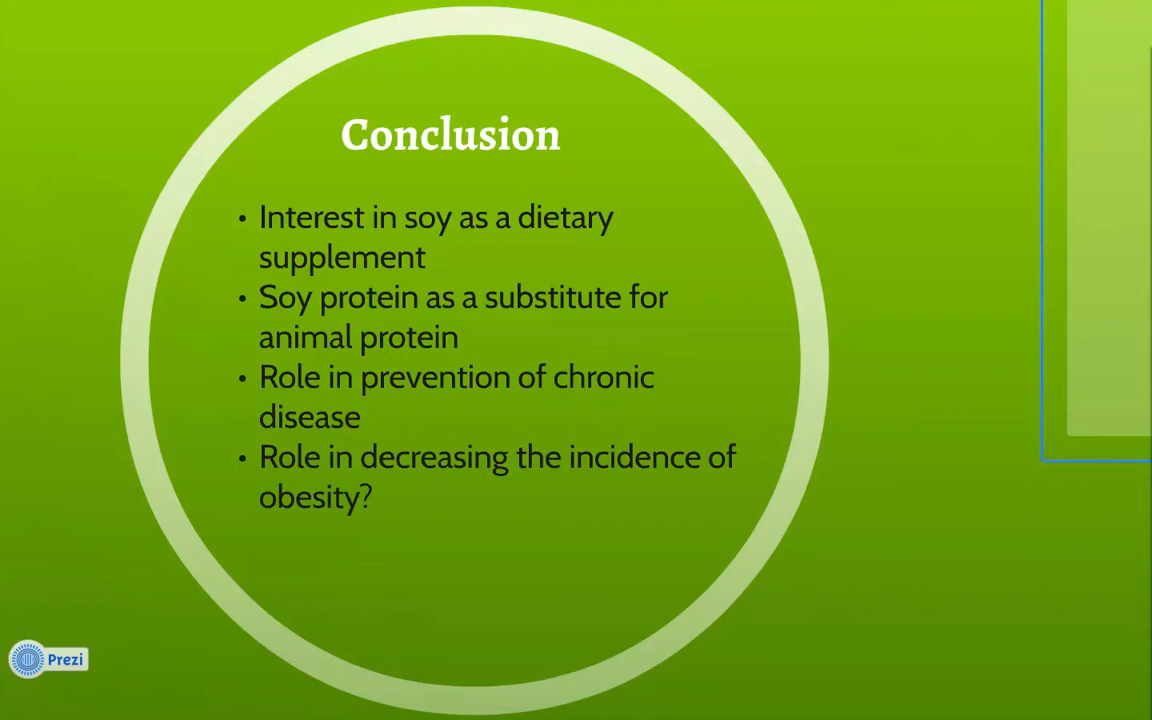 Conclusion
• Interest in soy as a dietary
supplement
• Soy protein as a substitute for
animal protein
• Role in prevention of chronic
disease
• Role in decreasing the incidence of
obesity?
Prezi